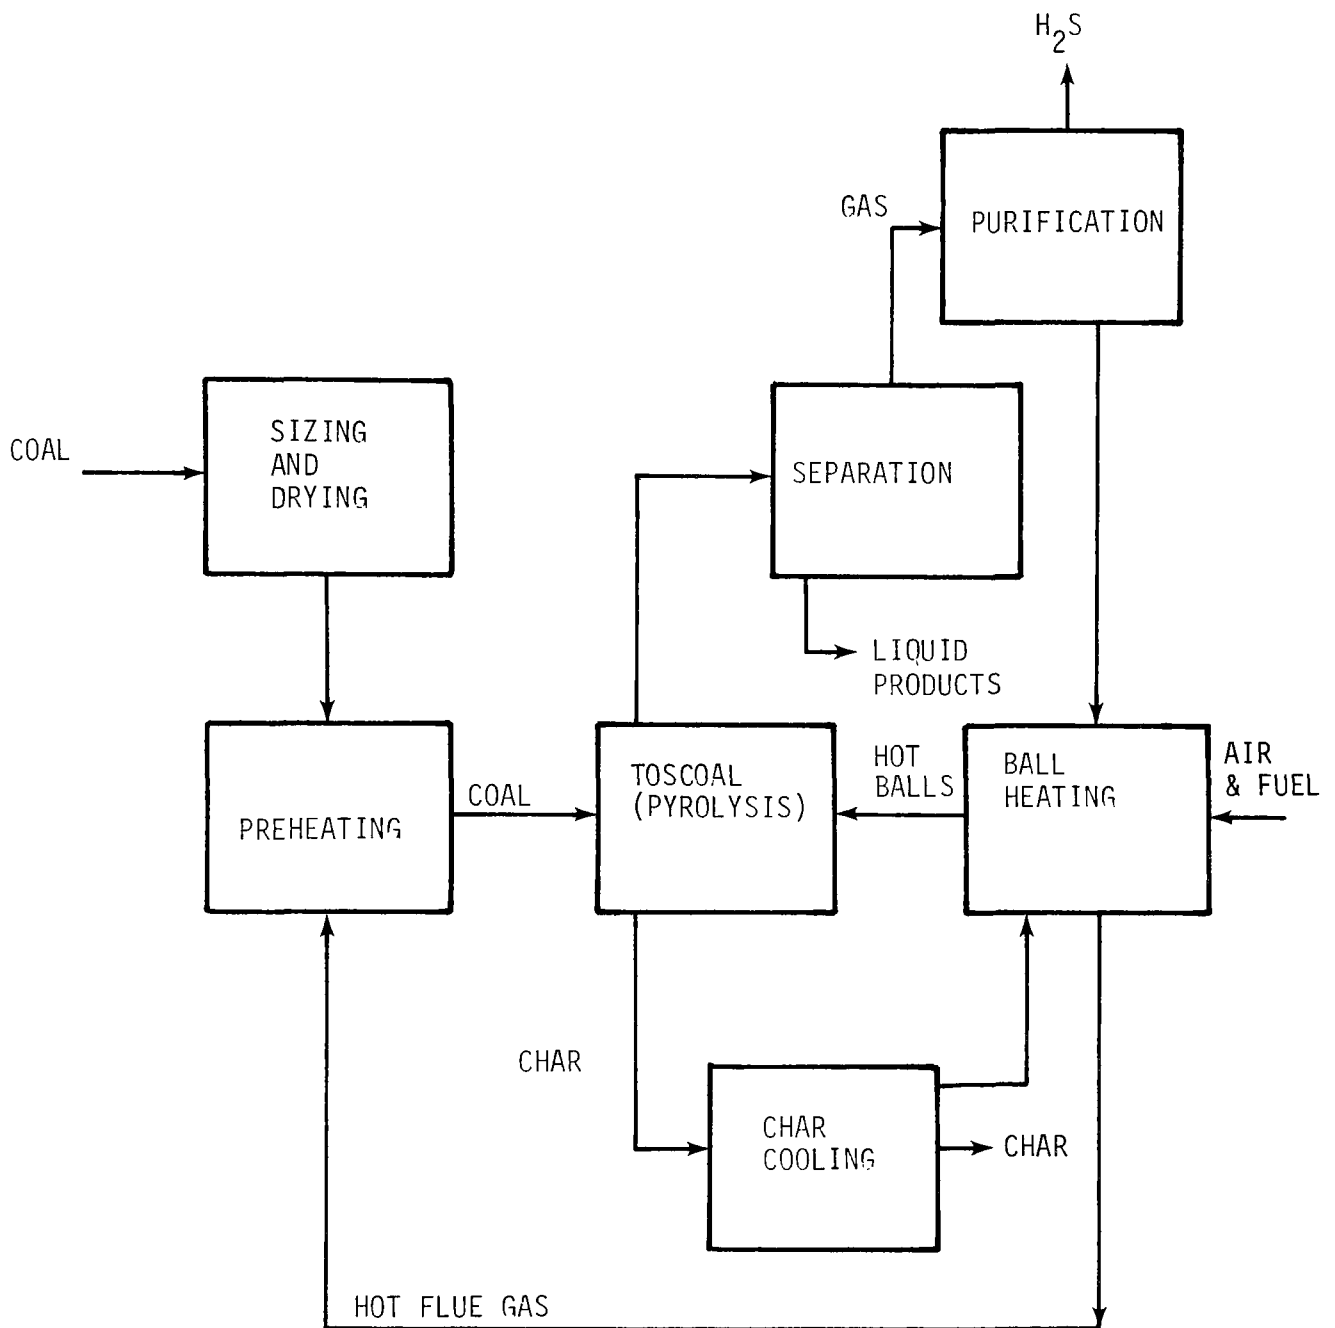 H2S
GAS
PURIFICATION
COAL
SIZING
AND
DRYING
SEPARATION
LIQUID
PRODUCTS
PREHEATING
COAL
TOSCOAL
(PYROLYSIS)
HOT
BALLS
BALL
HEATING
AIR
& FUEL
CHAR
CHAR
COOLING
CHAR
HOT FLUE GAS